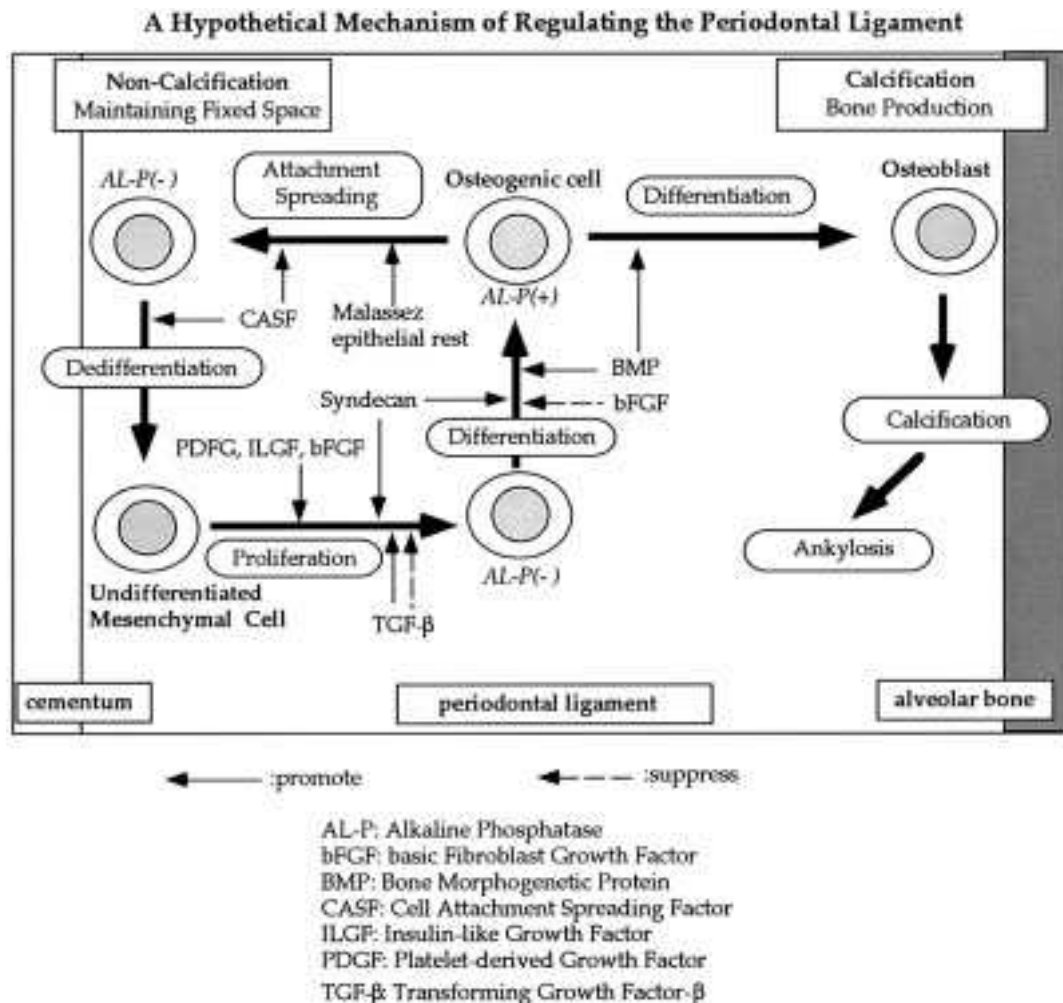 A Hypothetical Mechanism of Regulating the Periodontal Ligament
Non-Calcification
Maintaining Fixed Space
Calcification
Bone Production
AL-P(-)
Attachment
Spreading
Osteogenic cell
Differentiation
Osteoblast
AL-P(+)
CASF
Malassez
epithelial rest
Dedifferentiation
BMP
Syndecan
bFGF
Calcification
PDFG, ILGF, bFGF
Differentiation
Proliferation
Ankylosis
AL-P(-)
Undifferentiated
Mesenchymal Cell
TGF-β
cementum
periodontal ligament
alveolar bone
:promote
:suppress
AL-P: Alkaline Phosphatase
bFGF: basic Fibroblast Growth Factor
BMP: Bone Morphogenetic Protein
CASF: Cell Attachment Spreading Factor
ILGF: Insulin-like Growth Factor
PDGF: Platelet-derived Growth Factor
TGF-β: Transforming Growth Factor-β